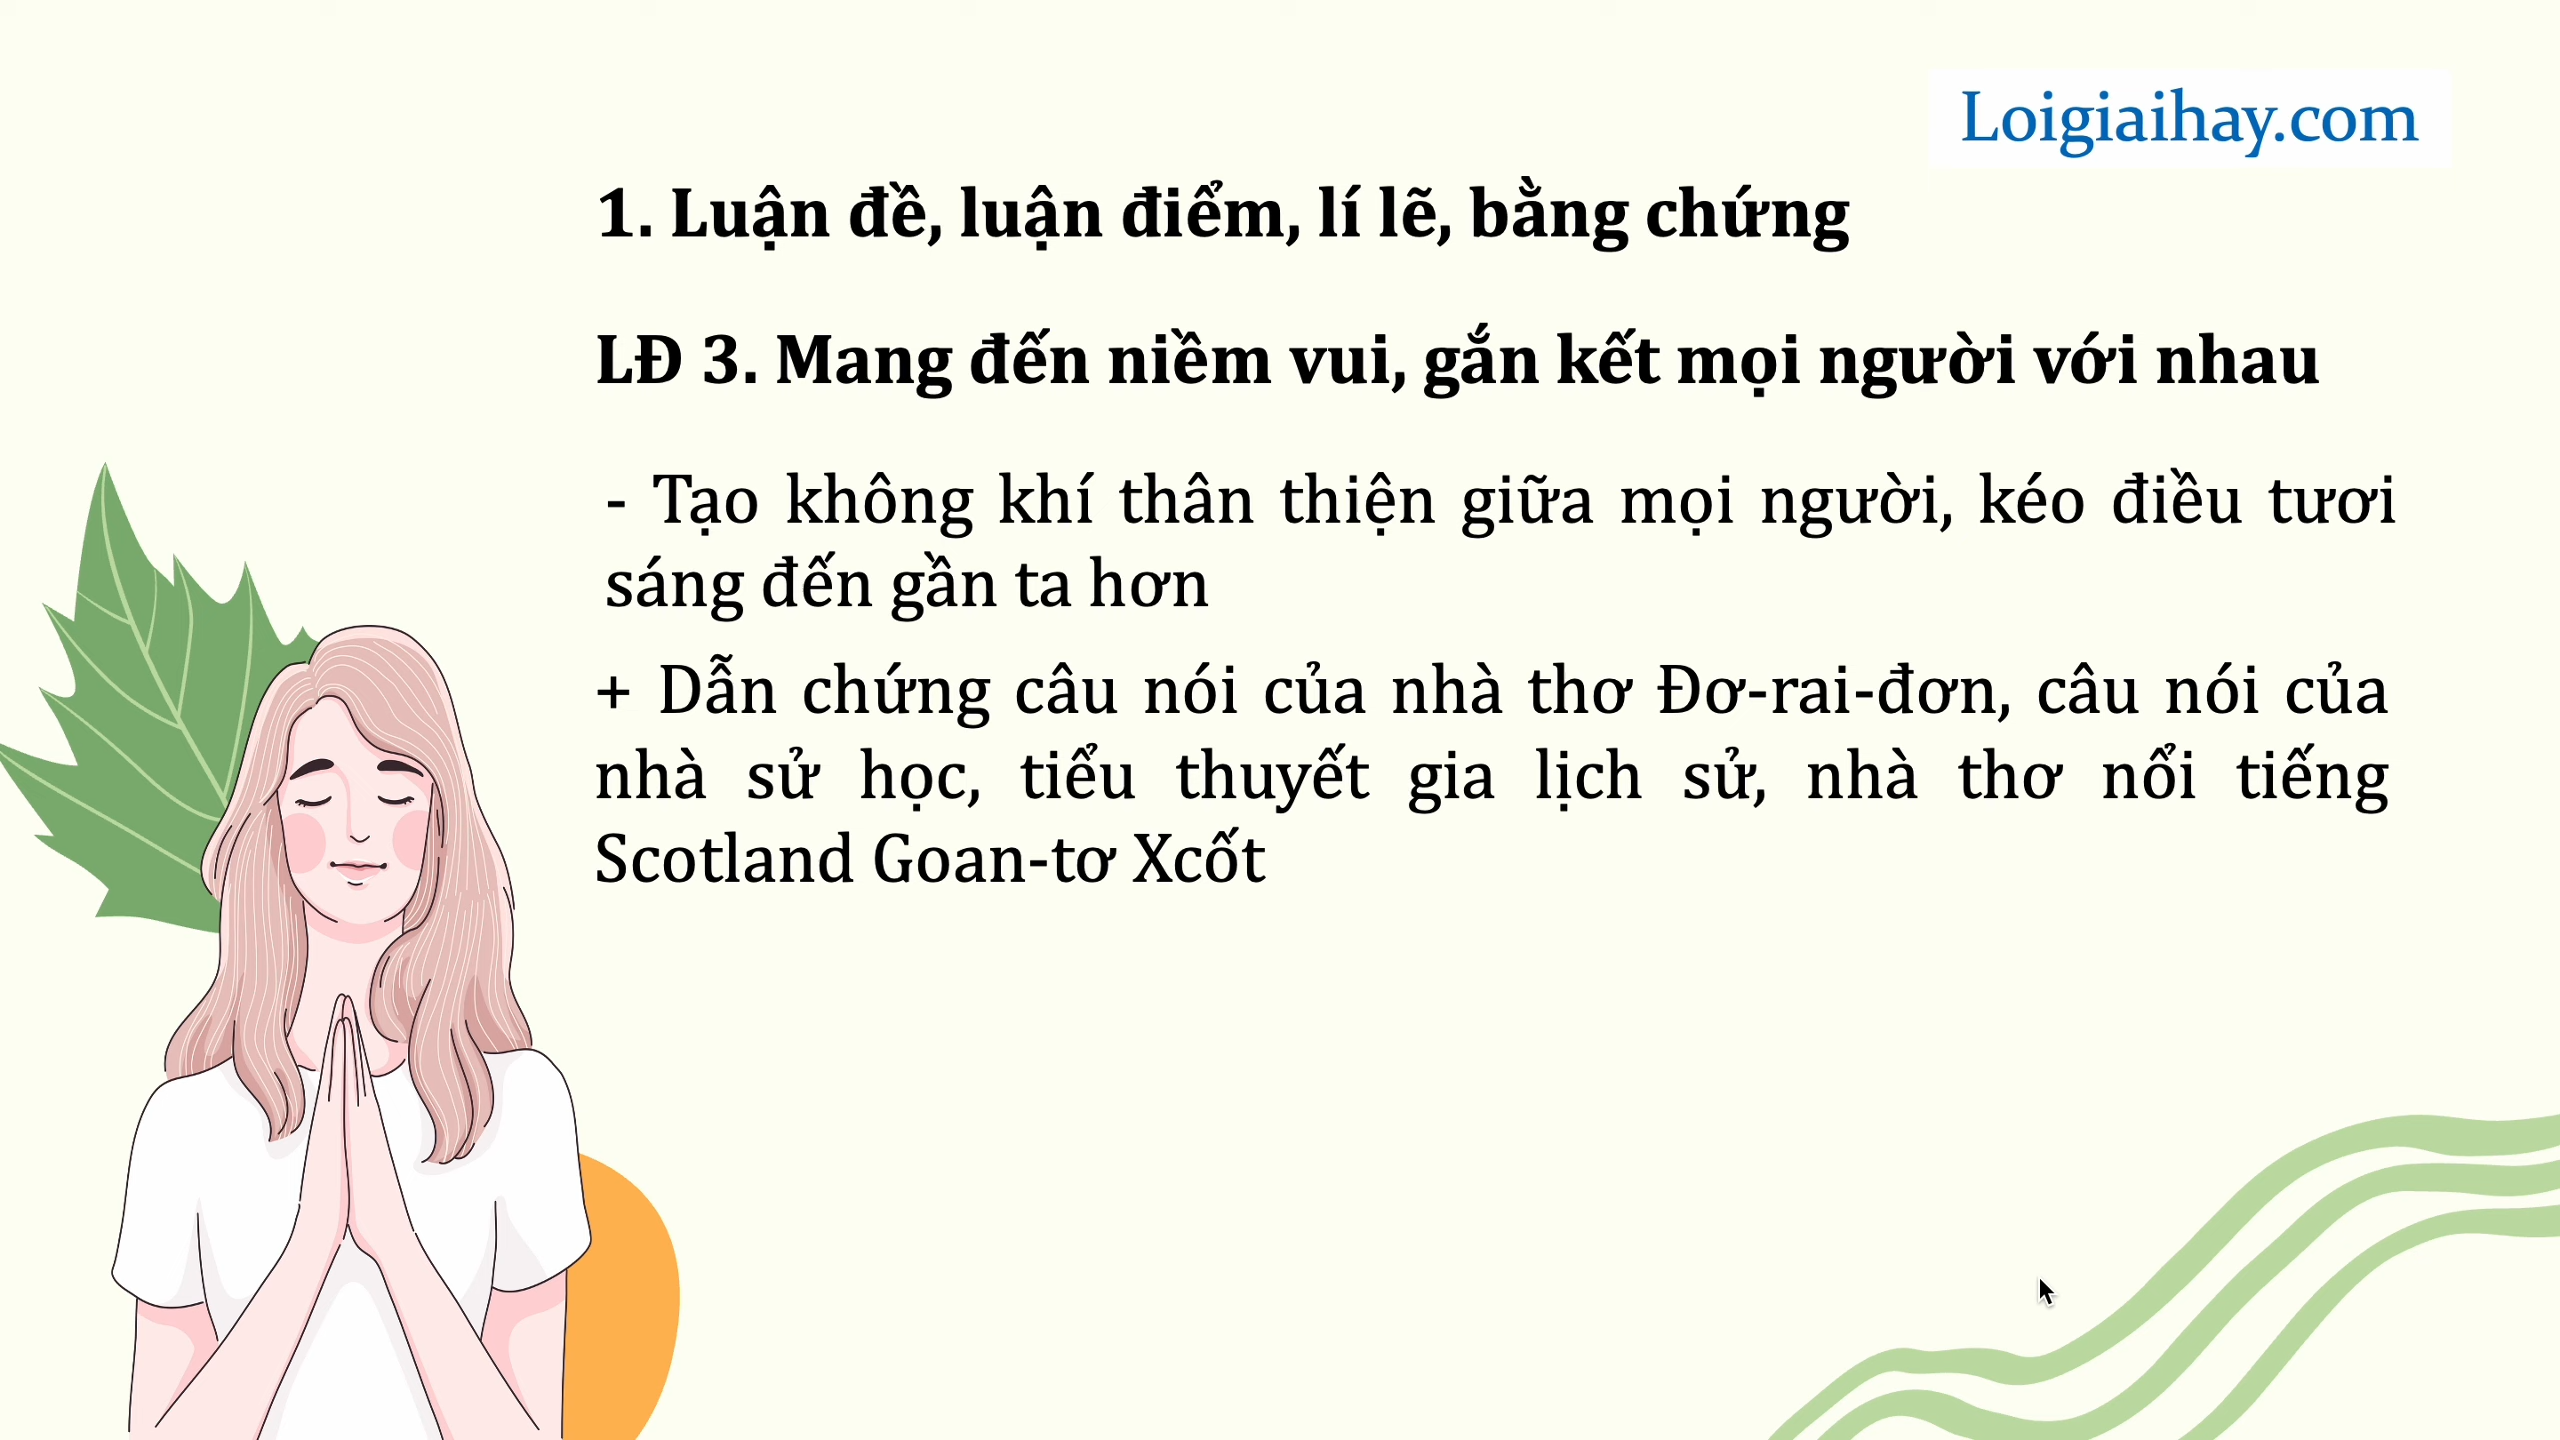 Loigiaihay.com
1. Luận đề, luận điểm, lí lẽ, bằng chứng
LĐ 3. Mang đến niềm vui, gắn kết mọi người với nhau
- Tạo không khí thân thiện giữa mọi người, kéo điều tươi
sáng đến gần ta hơn
+ Dẫn chứng câu nói của nhà thơ Đơ-rai-đơn, câu nói của
nhà sử học, tiểu thuyết gia lịch sử, nhà thơ nổi tiếng
Scotland Goan-tơ Xcốt